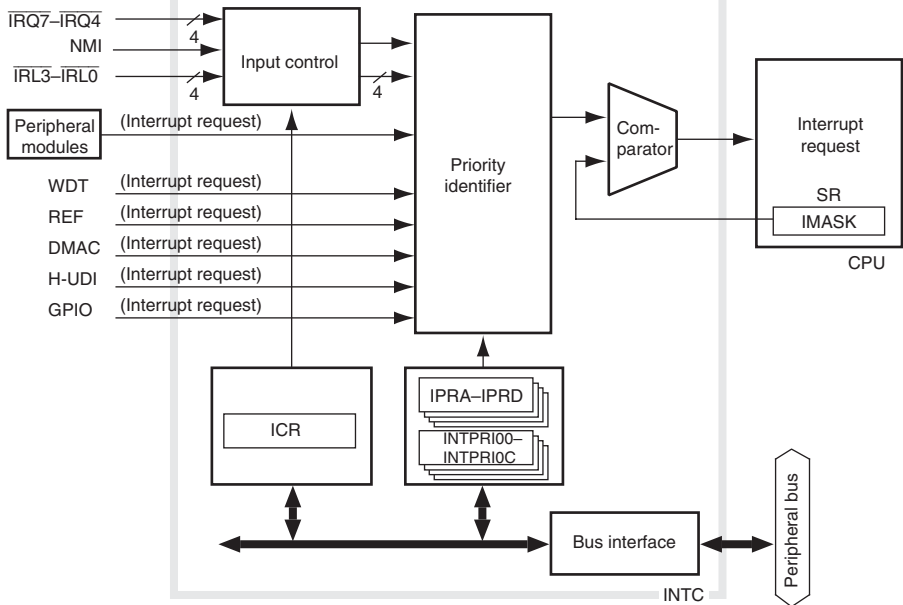 IRQ7–IRQ4
4
NMI
IRL3–IRL0
4
Input control
4
Peripheral
modules
(Interrupt request)
WDT (Interrupt request)
REF (Interrupt request)
DMAC (Interrupt request)
H-UDI (Interrupt request)
GPIO (Interrupt request)
Priority
identifier
Com-
parator
Interrupt
request
SR
IMASK
CPU
ICR
IPRA–IPRD
INTPRI00–
INTPRI0C
Bus interface
Peripheral bus
INTC